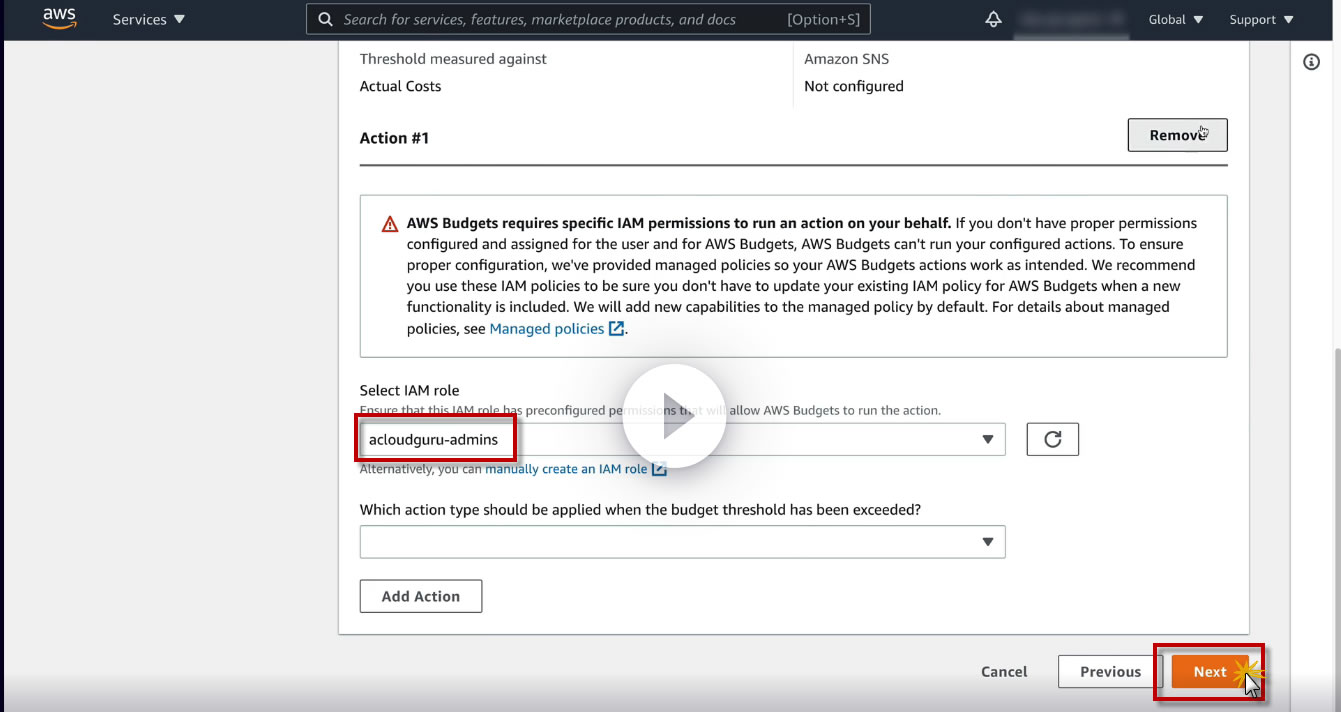 aws Services Search for services, features, marketplace products, and docs [Option+S] Global Support
Threshold measured against
Amazon SNS
Actual Costs
Not configured
Action #1
Remove
AWS Budgets requires specific IAM permissions to run an action on your behalf. If you don't have proper permissions
configured and assigned for the user and for AWS Budgets, AWS Budgets can't run your configured actions. To ensure
proper configuration, we've provided managed policies so your AWS Budgets actions work as intended. We recommend
you use these IAM policies to be sure you don't have to update your existing IAM policy for AWS Budgets when a new
functionality is included. We will add new capabilities to the managed policy by default. For details about managed
policies, see Managed policies.
Select IAM role
Ensure that this IAM role has preconfigured permissions that will allow AWS Budgets to run the action.
acloudguru-admins
Alternatively, you can manually create an IAM role
Which action type should be applied when the budget threshold has been exceeded?
Add Action
Cancel Previous Next